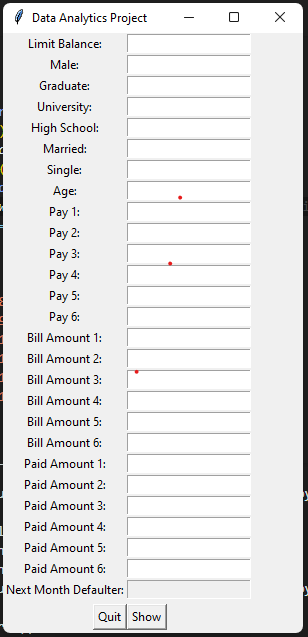 Data Analytics Project
Limit Balance:
Male:
Graduate:
University:
High School:
Married:
Single:
Age:
Pay 1:
Pay 2:
Pay 3:
Pay 4:
Pay 5:
Pay 6:
Bill Amount 1:
Bill Amount 2:
Bill Amount 3:
Bill Amount 4:
Bill Amount 5:
Bill Amount 6:
Paid Amount 1:
Paid Amount 2:
Paid Amount 3:
Paid Amount 4:
Paid Amount 5:
Paid Amount 6:
Next Month Defaulter:
Quit Show